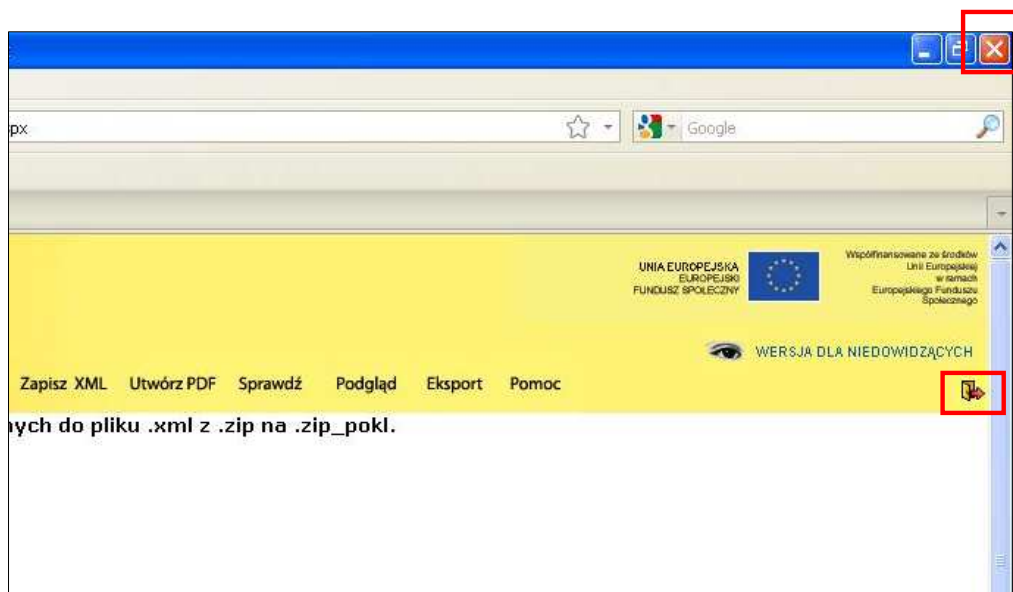 px
Google
UNIA EUROPEJSKA
EUROPEJSKI
FUNDUSZ SPOŁECZNY
Współfinansowane ze środków
Unii Europejskiej
w ramach
Europejskiego Funduszu
Społecznego
WERSJA DLA NIEDOWIDZĄCYCH
Zapisz XML Utwórz PDF Sprawdź Podgląd Eksport Pomoc
ych do pliku .xml z .zip na .zip_pokl.